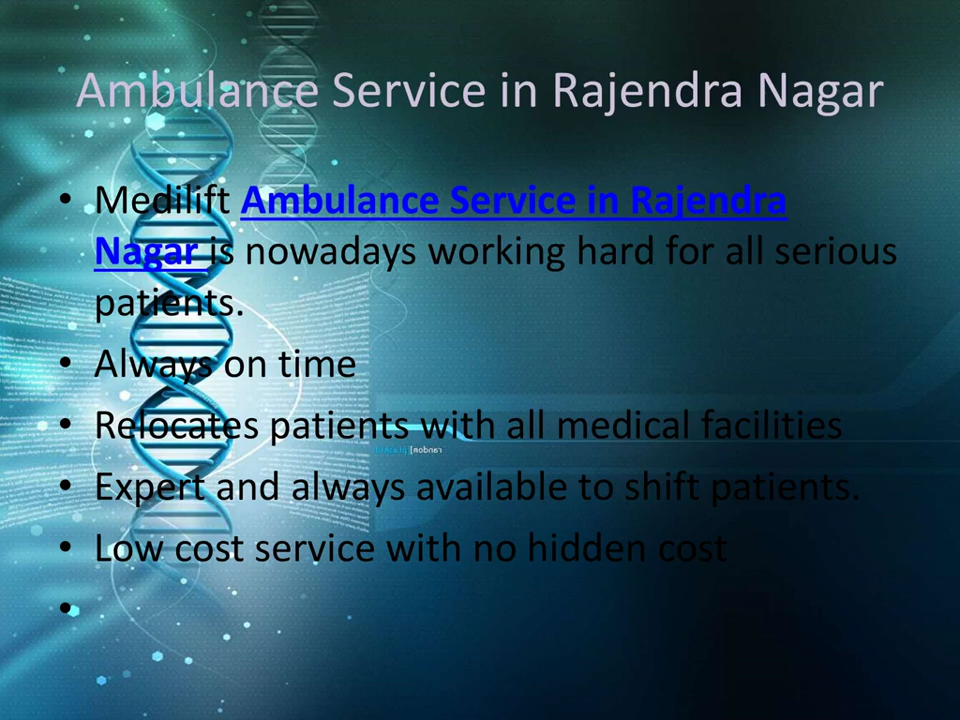 Ambulance Service in Rajendra Nagar
• Medilift Ambulance Service in Rajendra
Nagar is nowadays working hard for all serious
patients.
• Always on time
• Relocates patients with all medical facilities
• Expert and always available to shift patients.
• Low cost service with no hidden cost
•